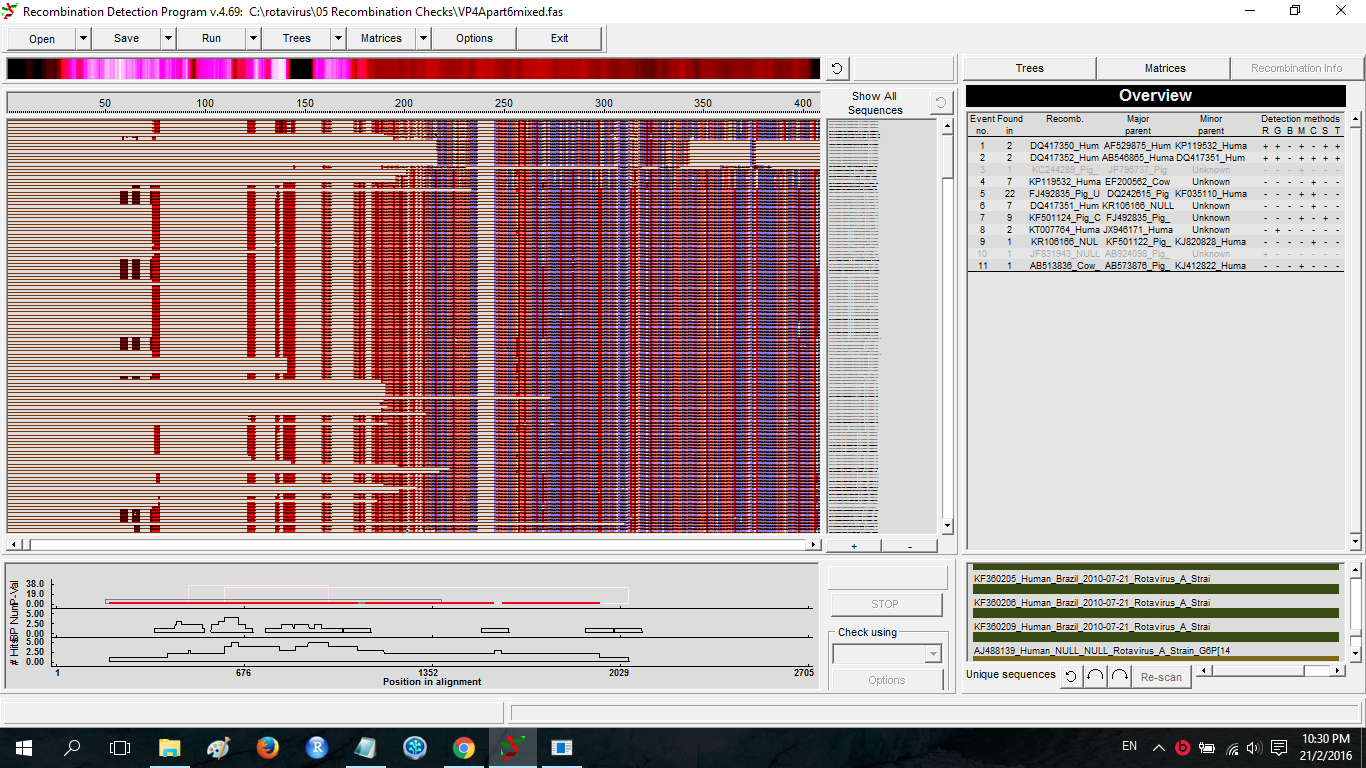 Recombination Detection Program v.4.69: C:\rotavirus\05 Recombination Checks\VP4Apart6mixed.fas
Open Save Run Trees Matrices Options Exit
Trees Matrices Recombination Info
50 100 150 200 250 300 350 400
Show All
Sequences
Overview
Event Found Recomb. Major Minor Detection methods
no. in parent parent R G B M C S T
1 2 DQ417350_Hum AF529875_Hum KP119532_Huma + + - + - + +
2 2 DQ417352_Hum AB546865_Huma DQ417351_Hum + + - + + + +
3 1 KC244289_Pig_ JF796737_Pig Unknown
4 7 KP119532_Huma EF200562_Cow Unknown - - - - + - -
5 22 FJ492835_Pig_U DQ242615_Pig KF035110_Huma - - - + + - -
6 7 DQ417351_Hum KR106166_NULL Unknown - - - - + - -
7 9 KF501124_Pig_C FJ492835_Pig_ Unknown - - - + - + -
8 2 KT007764_Huma JX946171_Huma Unknown - + - - - - -
9 1 KR106166_NUL KF501122_Pig_ KJ820828_Huma - - - - + - -
10 1 JF831943_NULL AB924098_Pig_ Unknown + - - - - - -
11 1 AB513836_Cow_ AB573876_Pig_ KJ412822_Huma - - - + - - -
+ -
38.0
19.0
0.00
P-Val
5.00
2.50
0.00
BP Num
5.00
2.50
0.00
# Hits
1 676 1352 2029 2705
Position in alignment
STOP
Check using
Options
KF360205_Human_Brazil_2010-07-21_Rotavirus_A_Strai
KF360206_Human_Brazil_2010-07-21_Rotavirus_A_Strai
KF360209_Human_Brazil_2010-07-21_Rotavirus_A_Strai
AJ488139_Human_NULL_NULL_Rotavirus_A_Strain_G6P[14
Unique sequences Re-scan
EN
10:30 PM
21/2/2016